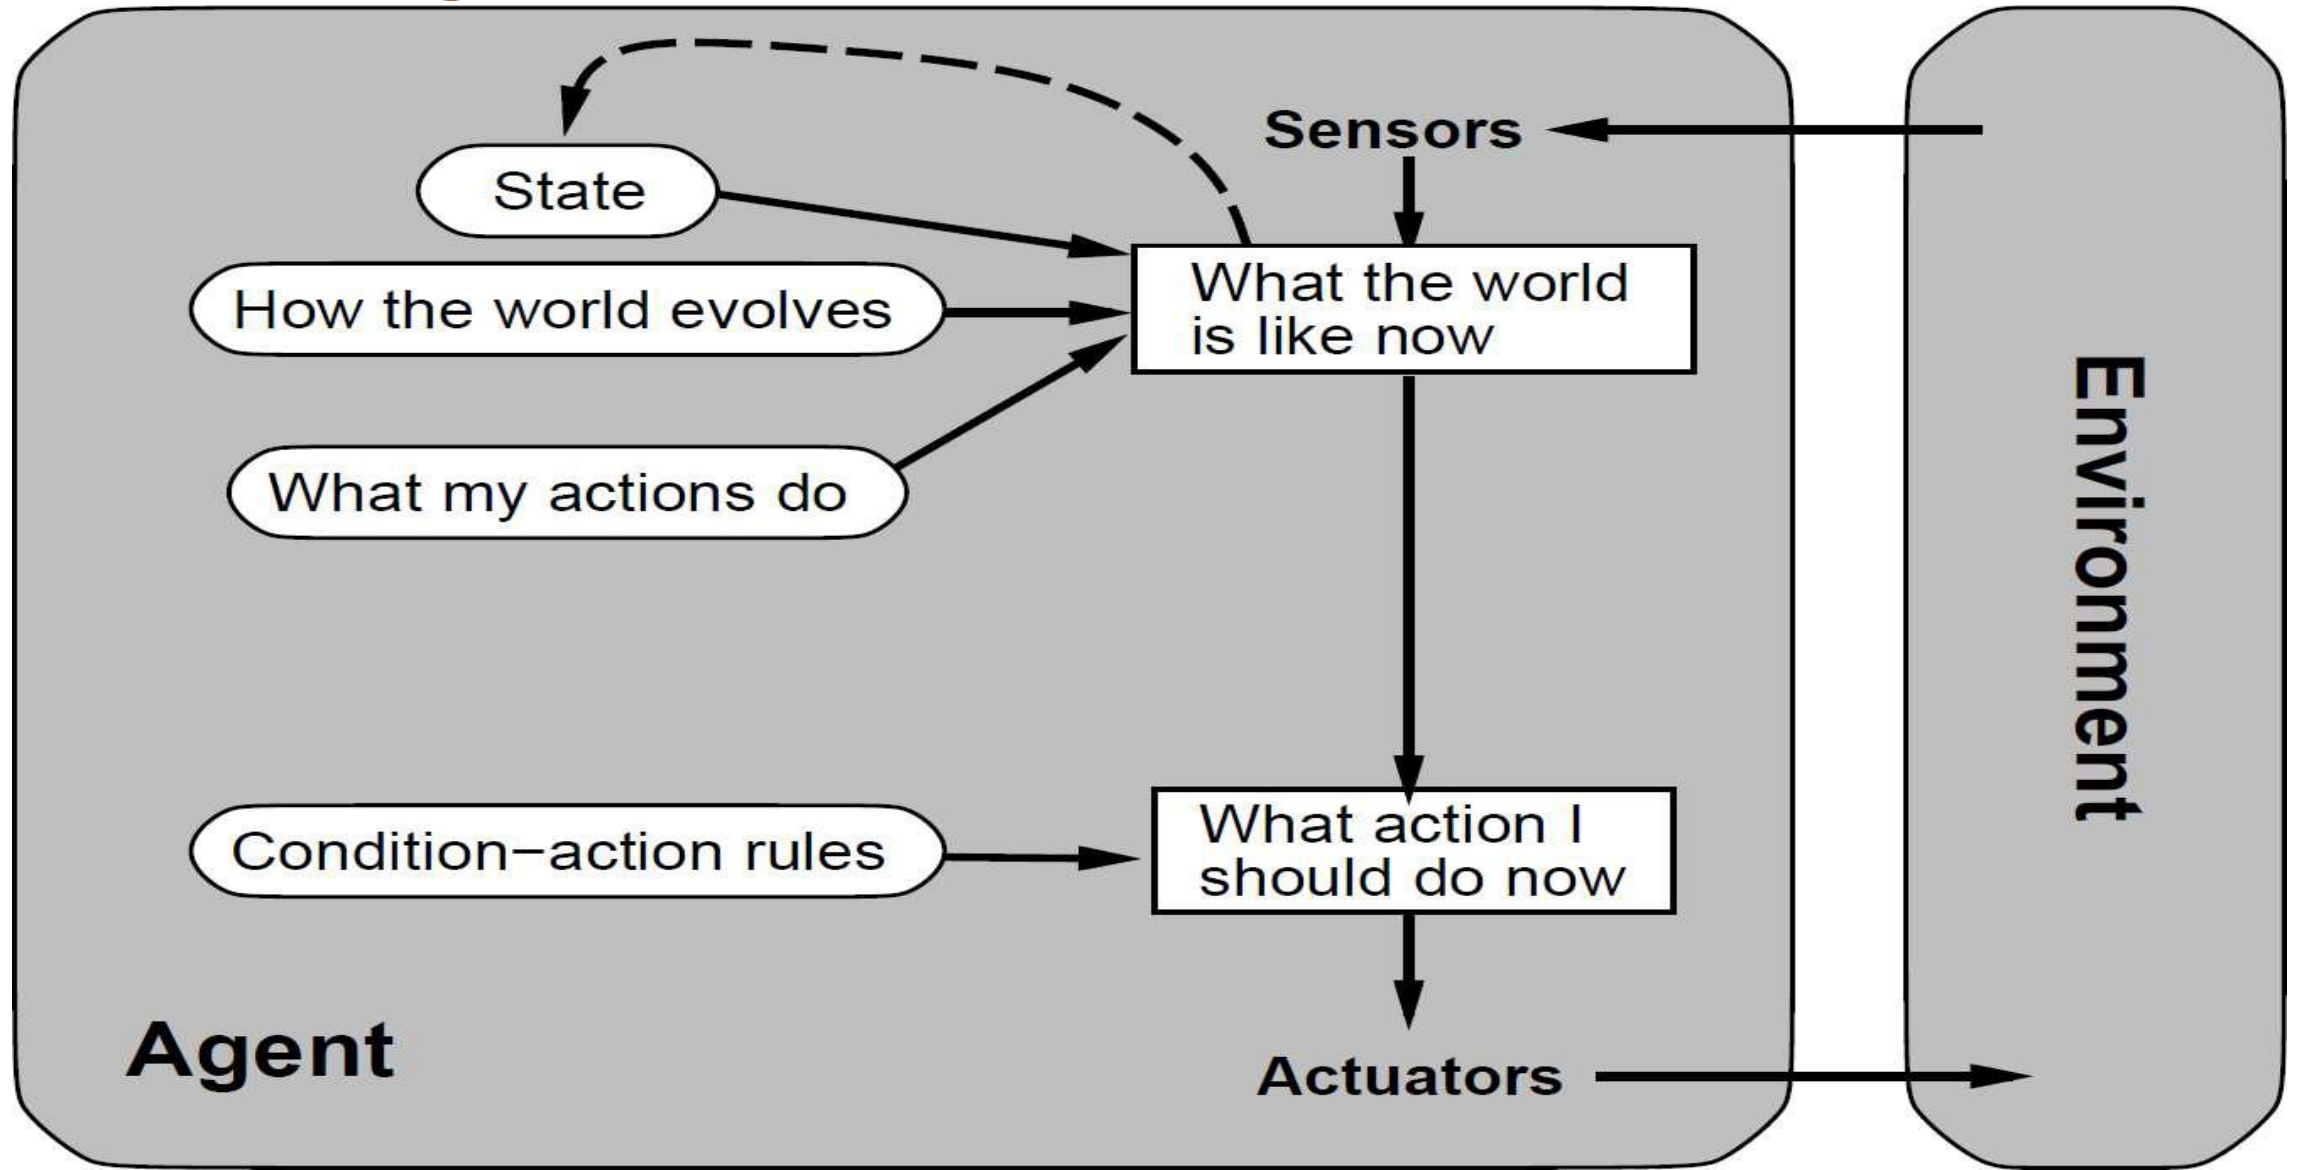 Sensors
State
What the world
is like now
How the world evolves
What my actions do
Environment
Condition−action rules
What action I
should do now
Agent
Actuators